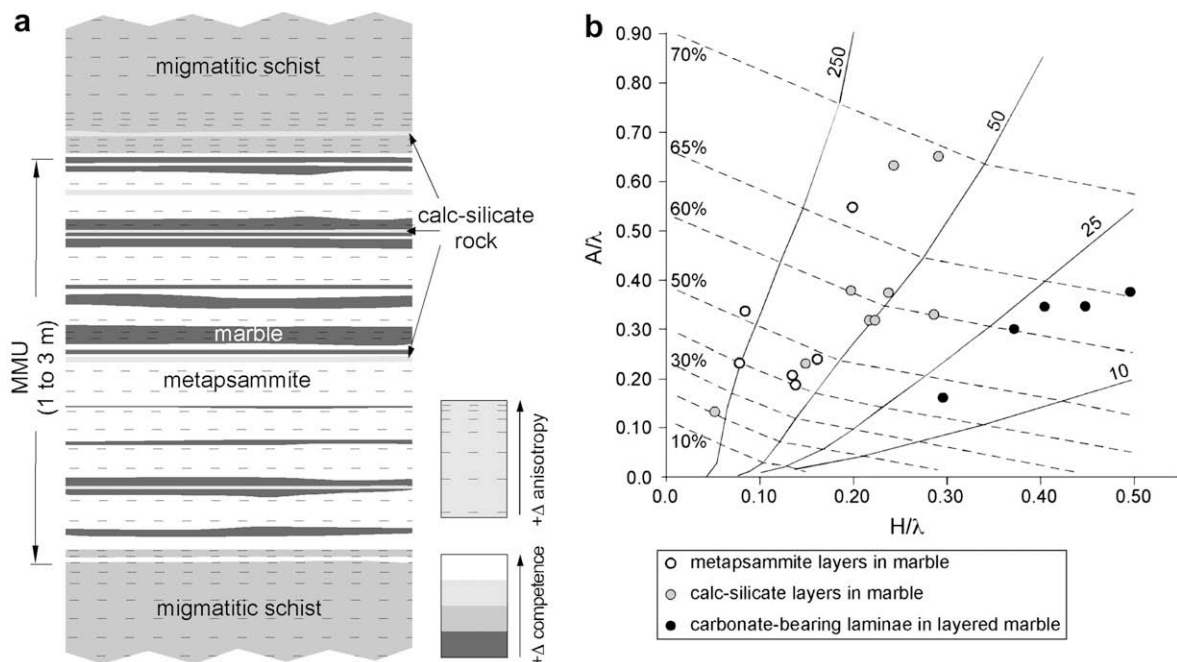 a
migmatitic schist
calc-silicate
rock
MMU
(1 to 3 m)
marble
metapsammite
migmatitic schist
+Δ anisotropy
+Δ competence
b
0.90
0.80
0.70
0.60
0.50
0.40
0.30
0.20
0.10
0.0
A/λ
70%
65%
60%
50%
30%
10%
250
50
25
10
0.0
0.10
0.20
0.30
0.40
0.50
H/λ
metapsammite layers in marble
calc-silicate layers in marble
carbonate-bearing laminae in layered marble